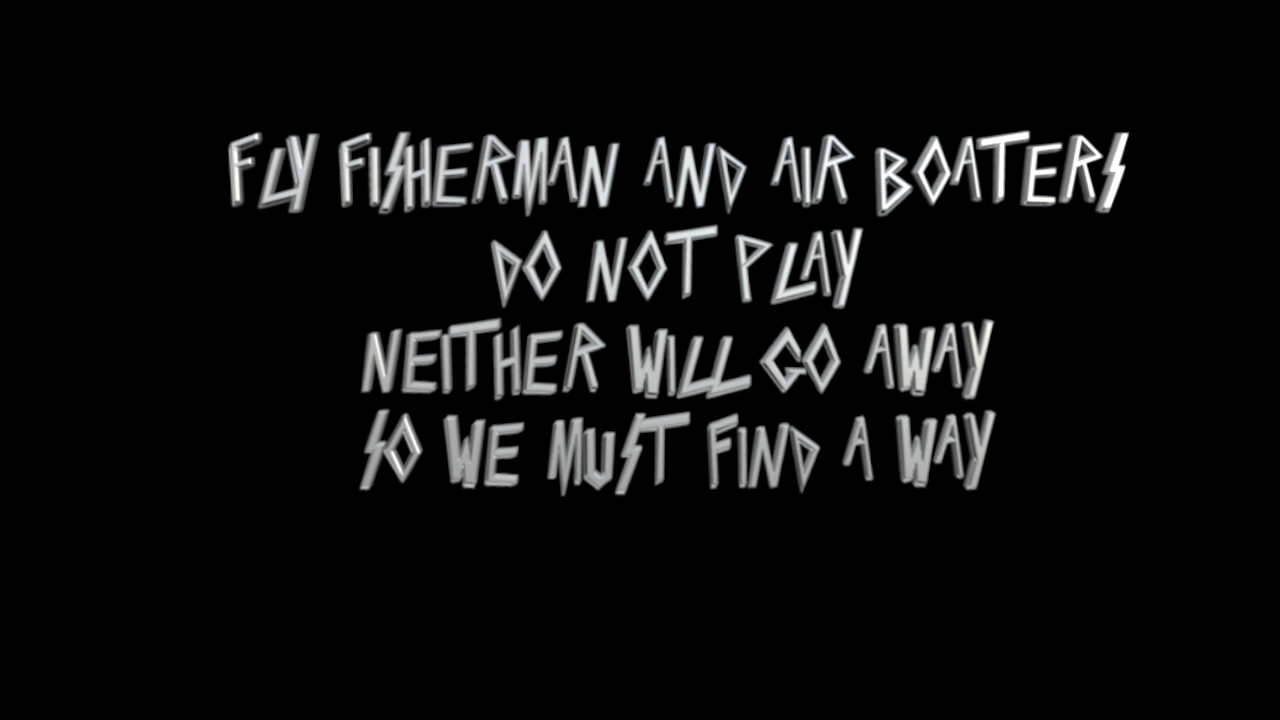 FLY FISHERMAN AND AIR BOATERS
DO NOT PLAY
NEITHER WILL GO AWAY
SO WE MUST FIND A WAY